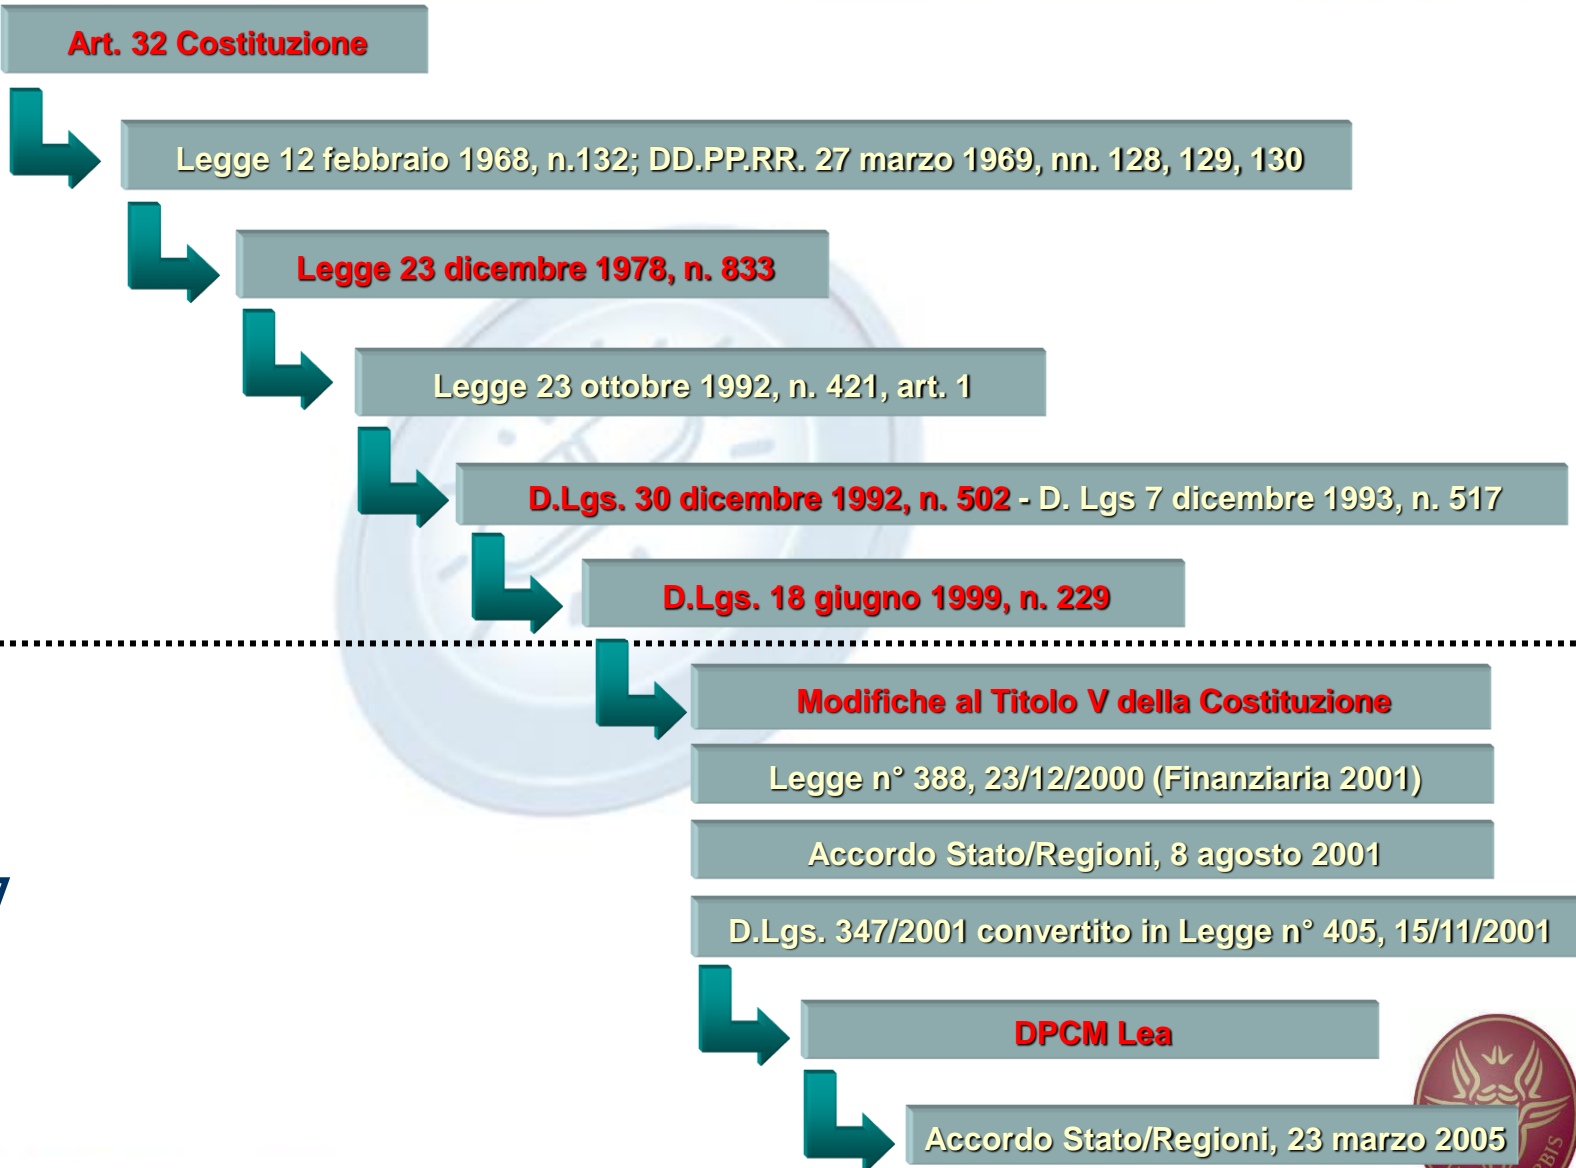 Art. 32 Costituzione
Legge 12 febbraio 1968, n.132; DD.PP.RR. 27 marzo 1969, nn. 128, 129, 130
Legge 23 dicembre 1978, n. 833
Legge 23 ottobre 1992, n. 421, art. 1
D.Lgs. 30 dicembre 1992, n. 502 - D. Lgs 7 dicembre 1993, n. 517
D.Lgs. 18 giugno 1999, n. 229
Modifiche al Titolo V della Costituzione
Legge n° 388, 23/12/2000 (Finanziaria 2001)
Accordo Stato/Regioni, 8 agosto 2001
D.Lgs. 347/2001 convertito in Legge n° 405, 15/11/2001
DPCM Lea
Accordo Stato/Regioni, 23 marzo 2005